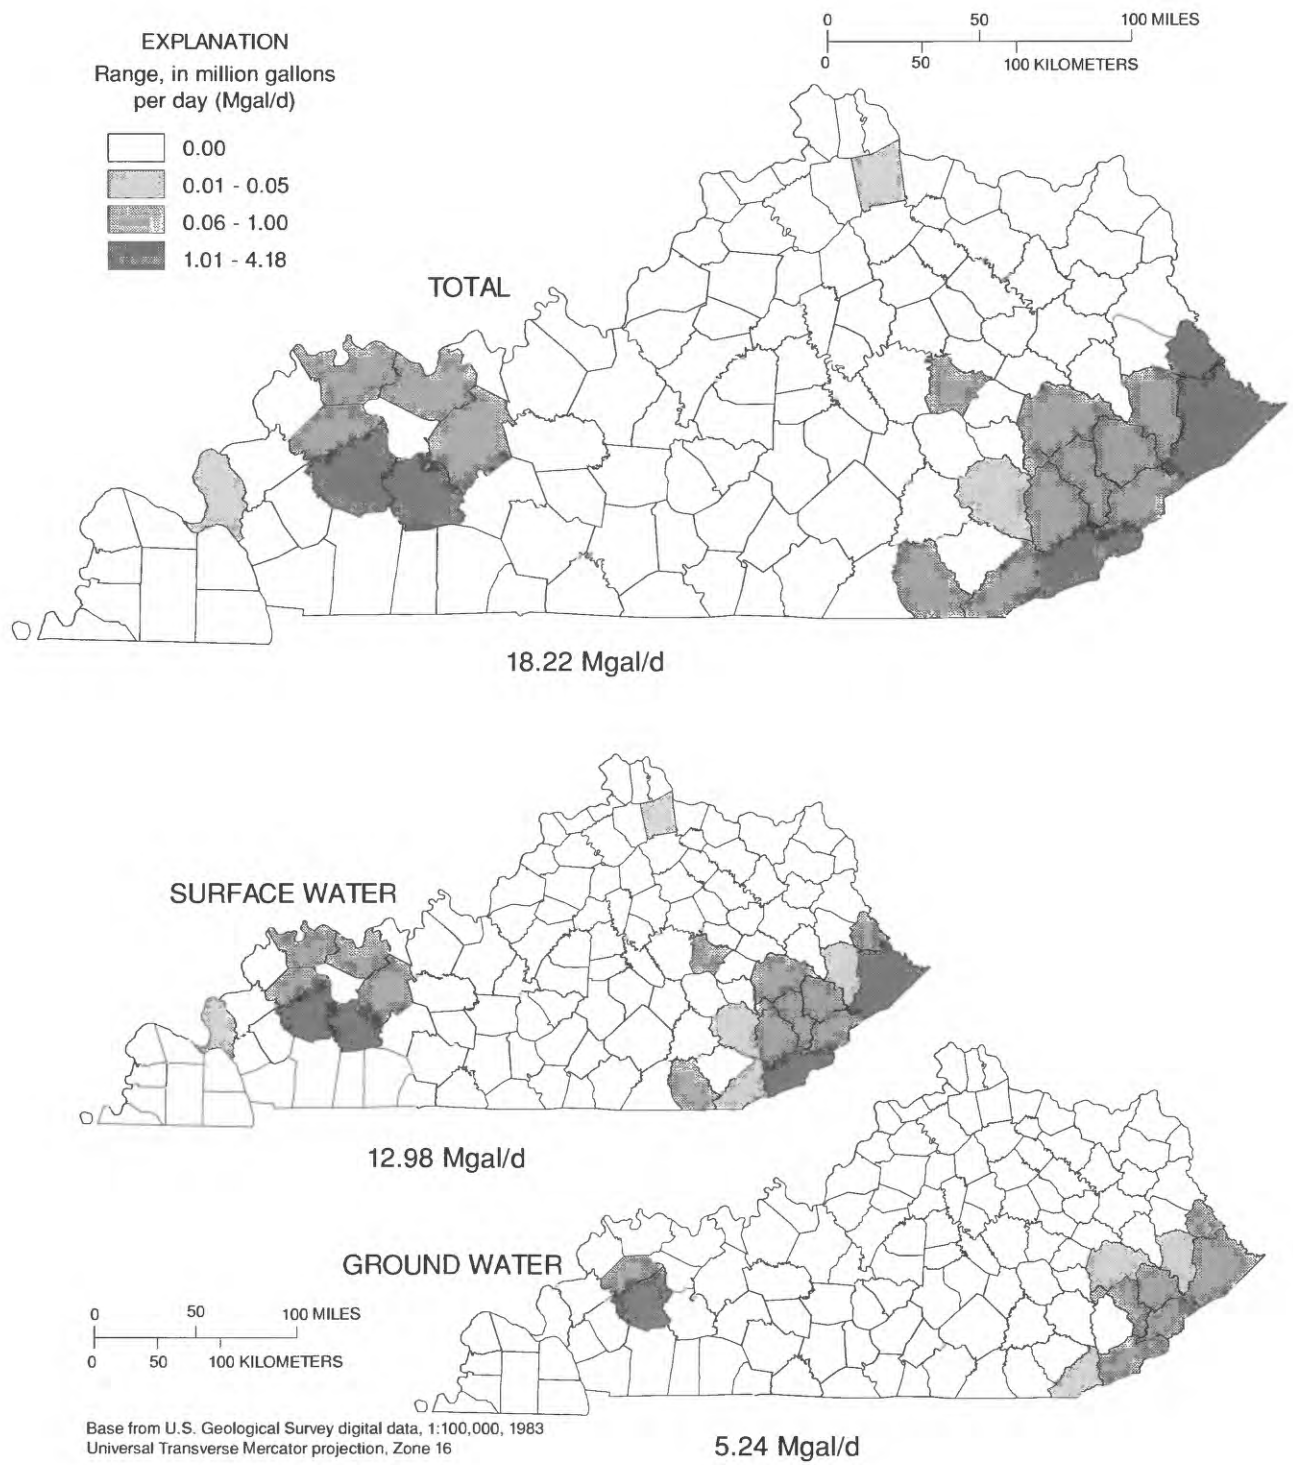 EXPLANATION
Range, in million gallons
per day (Mgal/d)
0.00
0.01 - 0.05
0.06 - 1.00
1.01 - 4.18
0 50 100 MILES
0 50 100 KILOMETERS
TOTAL
18.22 Mgal/d
SURFACE WATER
12.98 Mgal/d
GROUND WATER
5.24 Mgal/d
0 50 100 MILES
0 50 100 KILOMETERS
Base from U.S. Geological Survey digital data, 1:100,000, 1983
Universal Transverse Mercator projection, Zone 16